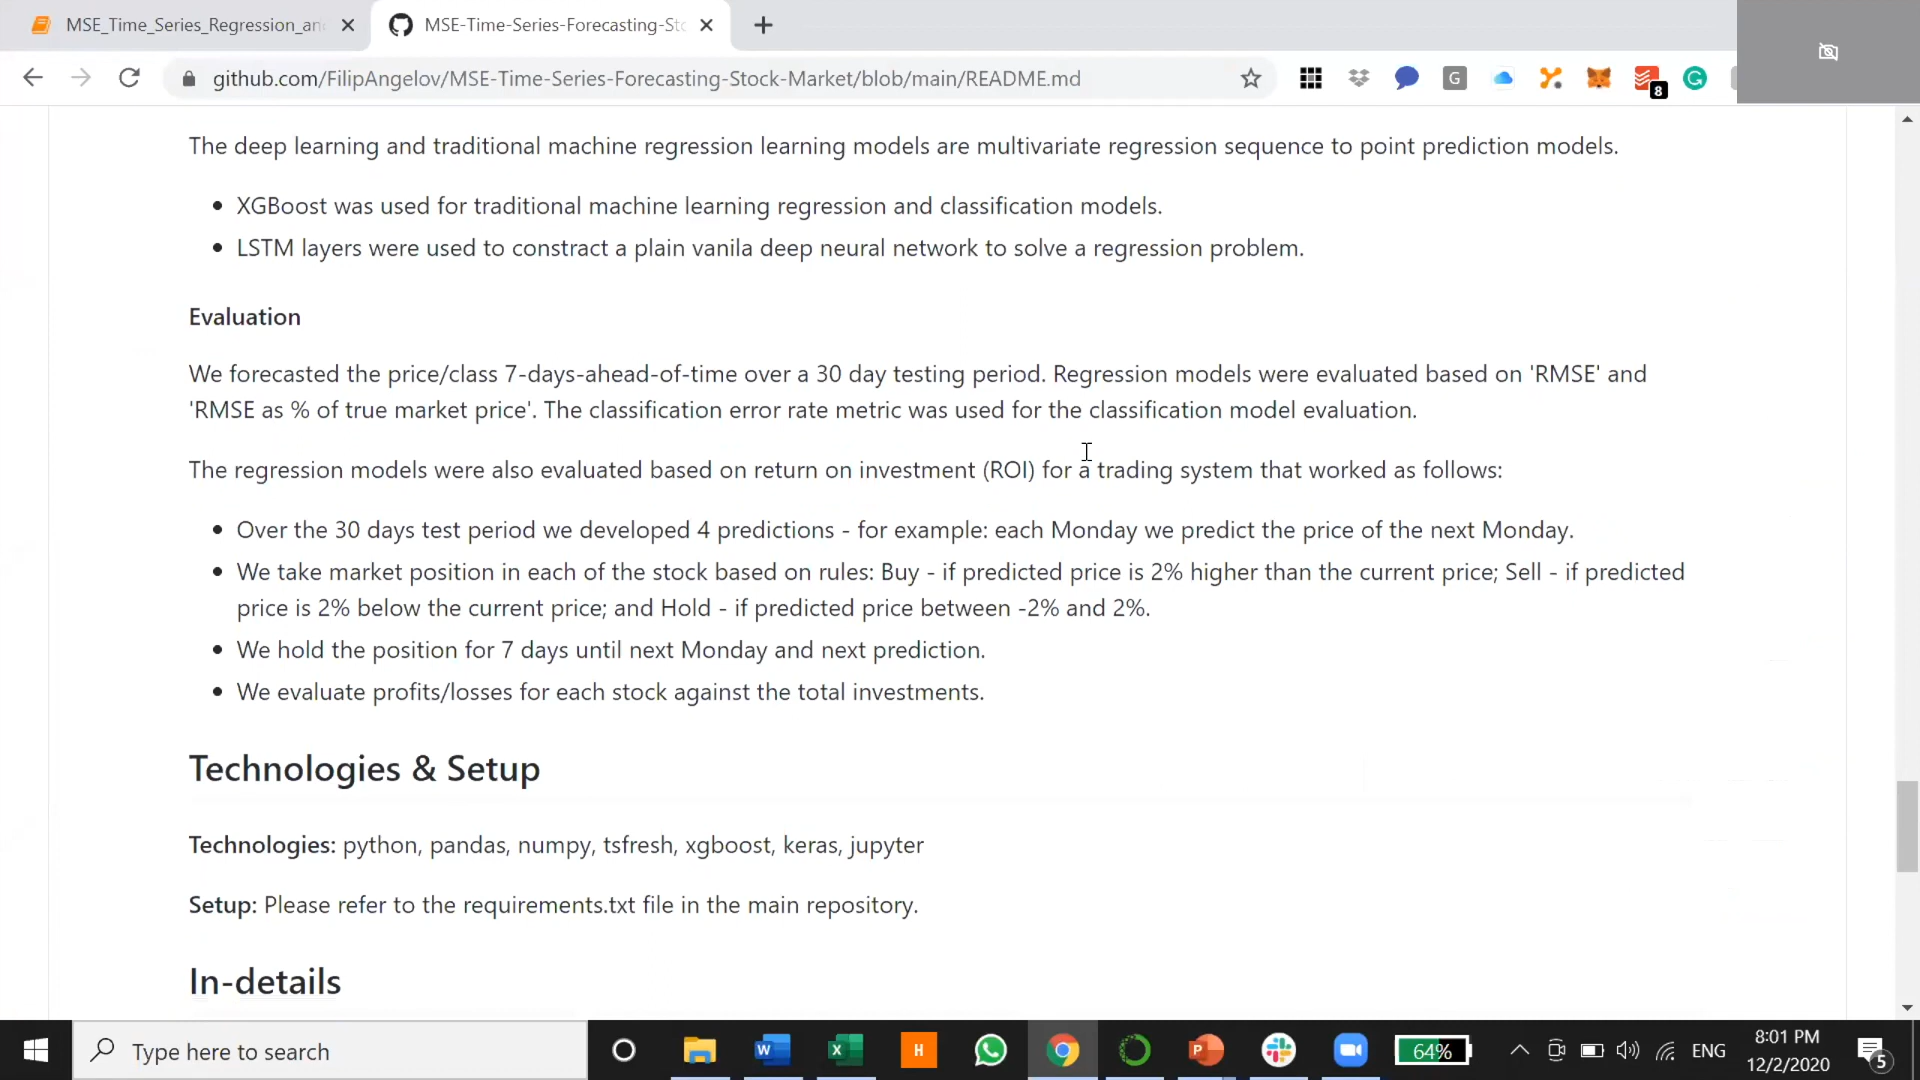 MSE_Time_Series_Regression_an
MSE-Time-Series-Forecasting-Sto
github.com/FilipAngelov/MSE-Time-Series-Forecasting-Stock-Market/blob/main/README.md
G
8
The deep learning and traditional machine regression learning models are multivariate regression sequence to point prediction models.
• XGBoost was used for traditional machine learning regression and classification models.
• LSTM layers were used to constract a plain vanila deep neural network to solve a regression problem.
Evaluation
We forecasted the price/class 7-days-ahead-of-time over a 30 day testing period. Regression models were evaluated based on 'RMSE' and
'RMSE as % of true market price'. The classification error rate metric was used for the classification model evaluation.
The regression models were also evaluated based on return on investment (ROI) for a trading system that worked as follows:
• Over the 30 days test period we developed 4 predictions - for example: each Monday we predict the price of the next Monday.
• We take market position in each of the stock based on rules: Buy - if predicted price is 2% higher than the current price; Sell - if predicted
price is 2% below the current price; and Hold - if predicted price between -2% and 2%.
• We hold the position for 7 days until next Monday and next prediction.
• We evaluate profits/losses for each stock against the total investments.
Technologies & Setup
Technologies: python, pandas, numpy, tsfresh, xgboost, keras, jupyter
Setup: Please refer to the requirements.txt file in the main repository.
In-details
Type here to search
W
X
H
P
64%
ENG
8:01 PM
12/2/2020
5